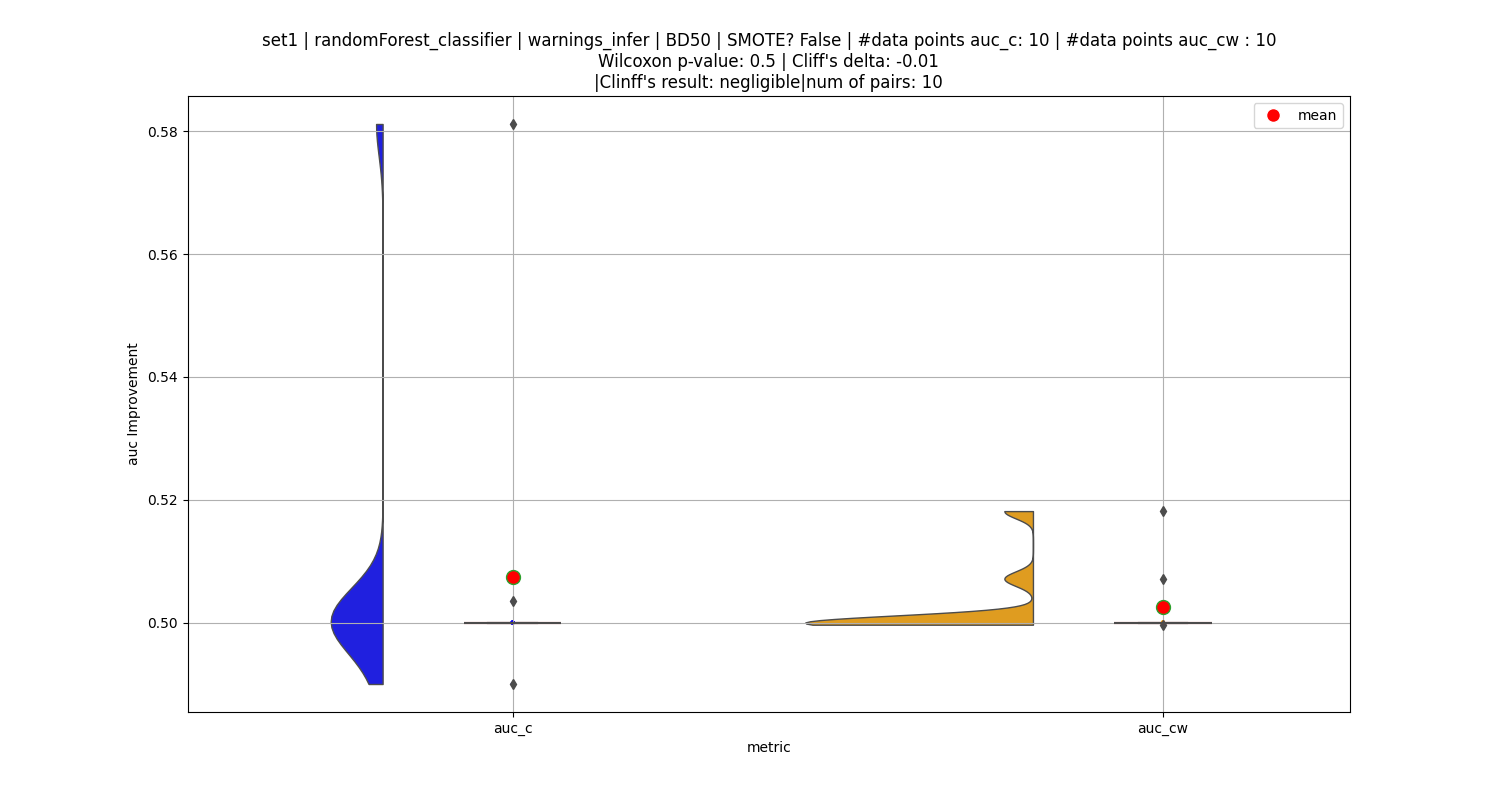 set1 | randomForest_classifier | warnings_infer | BD50 | SMOTE? False | #data points auc_c: 10 | #data points auc_cw : 10
Wilcoxon p-value: 0.5 | Cliff's delta: -0.01
|Clinff's result: negligible|num of pairs: 10
mean
0.58
0.56
0.54
0.52
0.50
auc Improvement
auc_c
auc_cw
metric